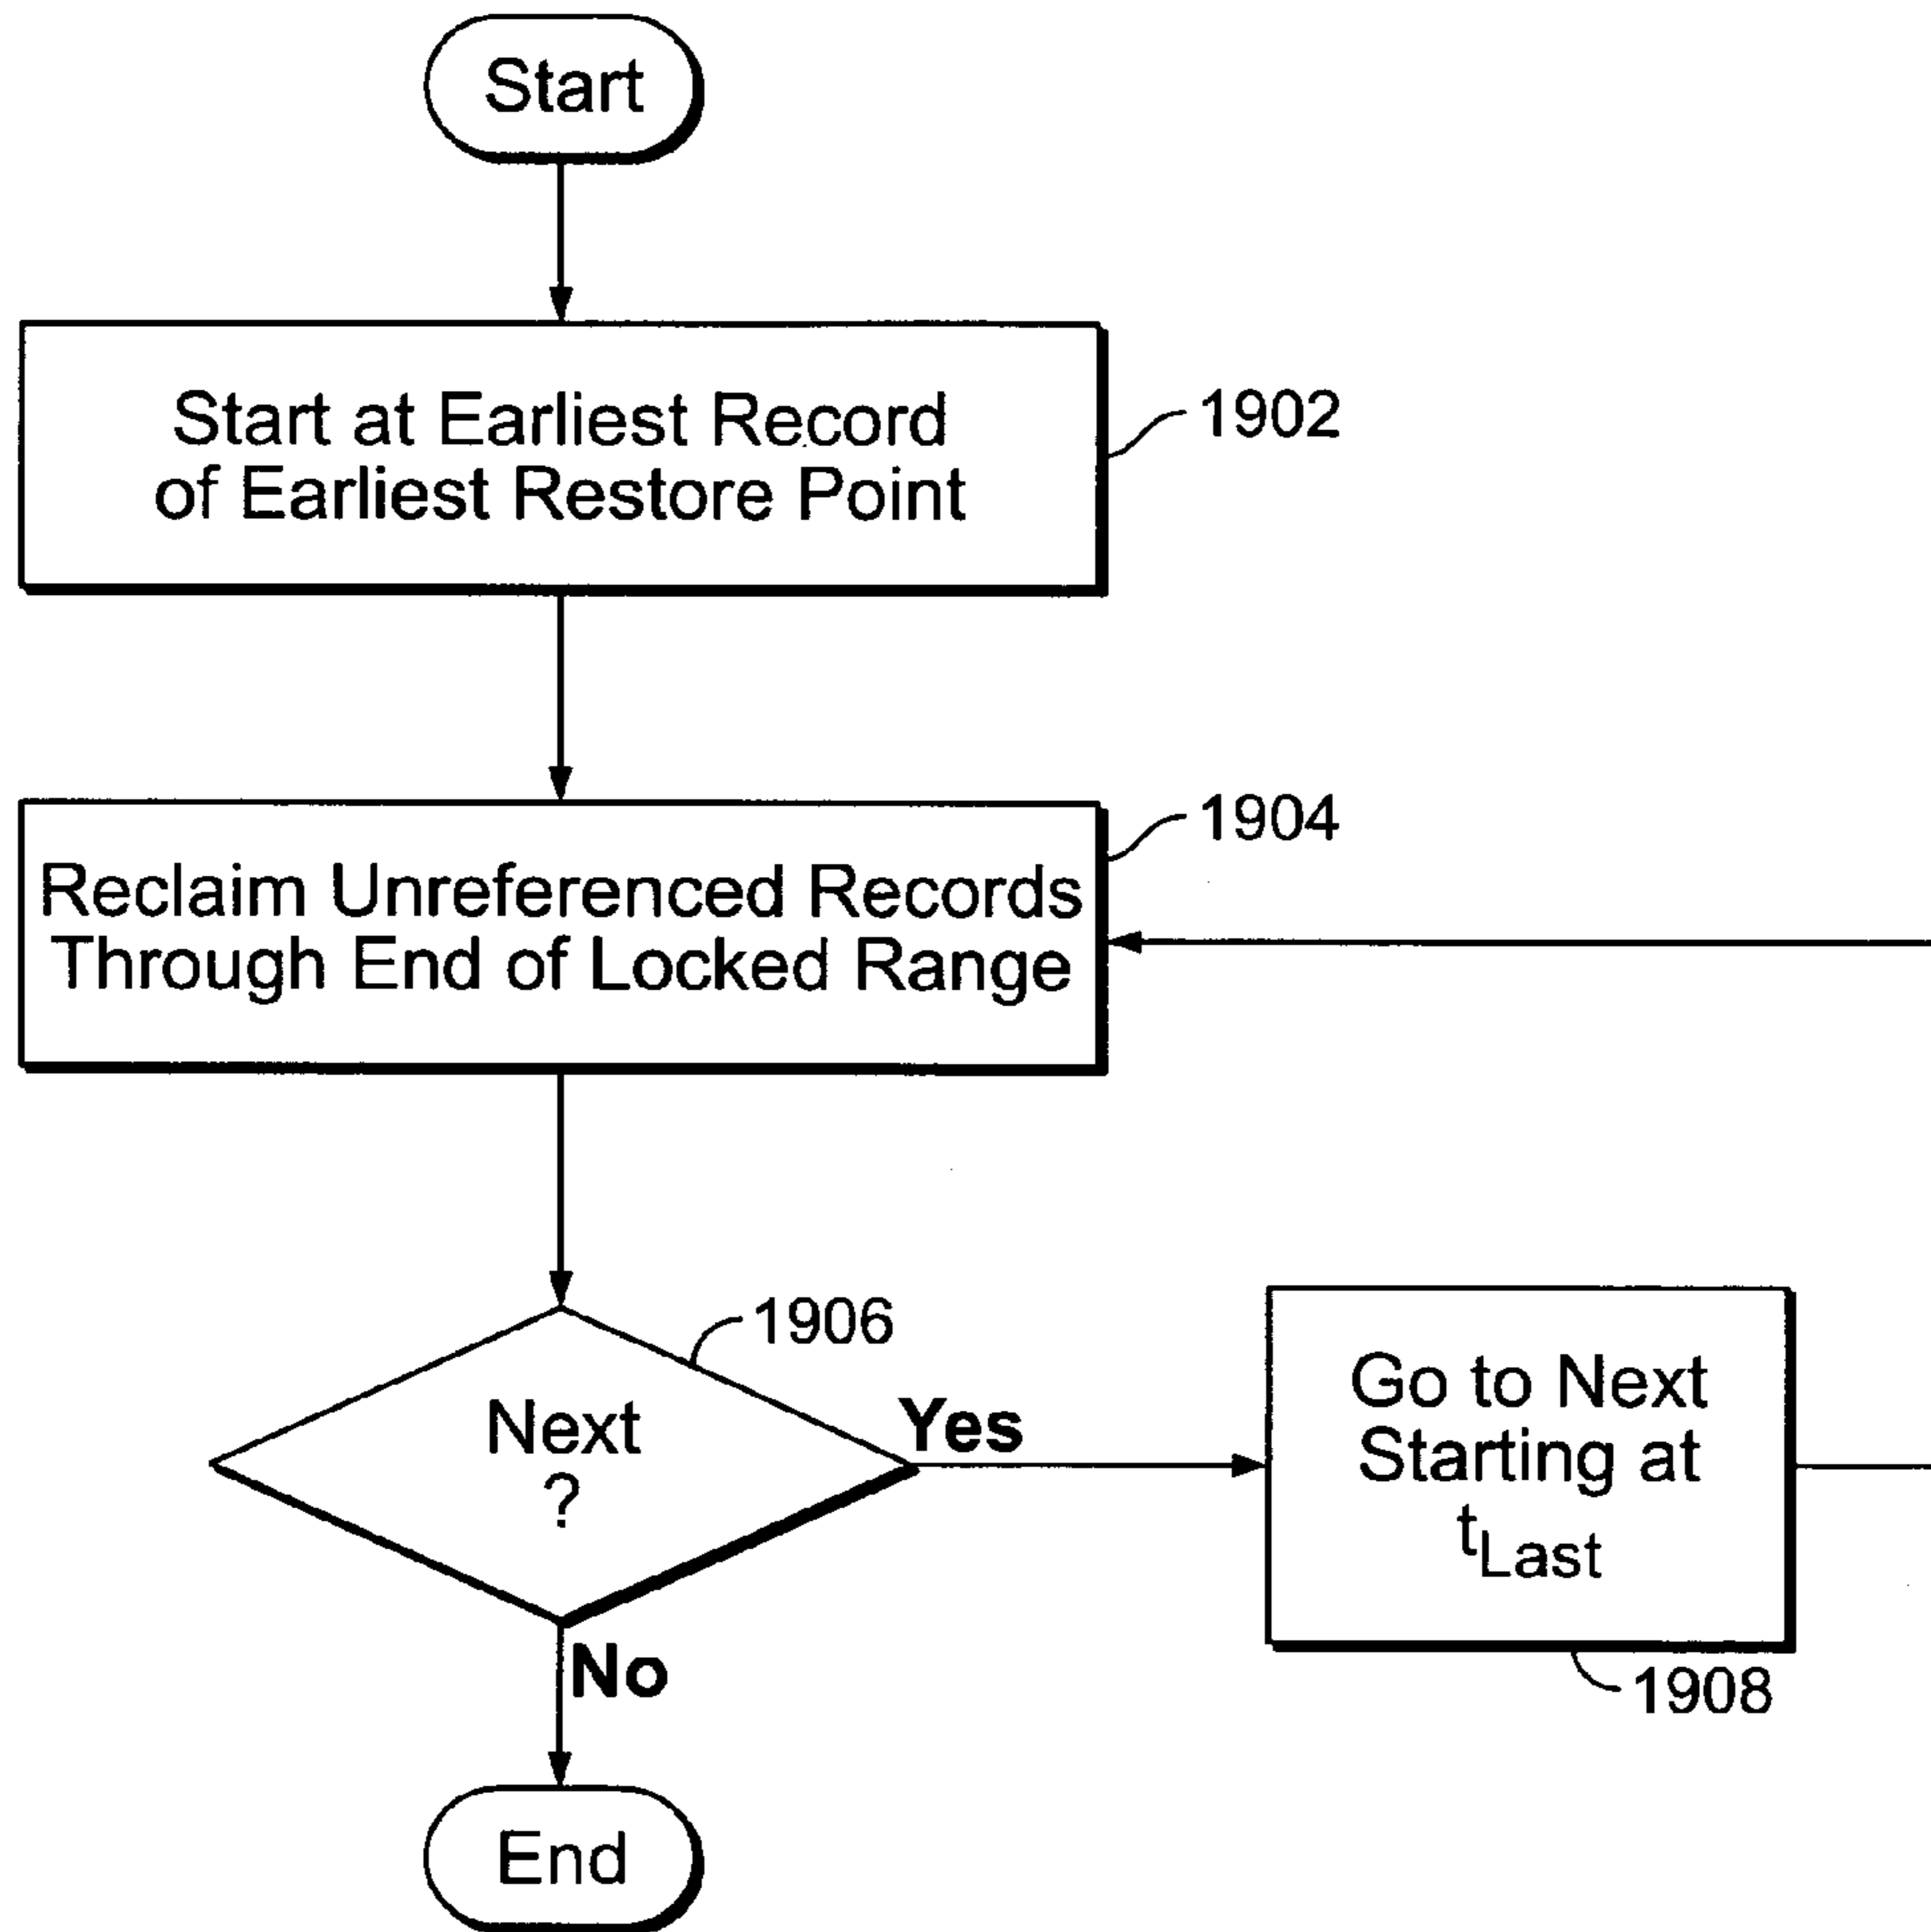 Start
Start at Earliest Record
of Earliest Restore Point
1902
Reclaim Unreferenced Records
Through End of Locked Range
1904
Next
?
1906
Yes
Go to Next
Starting at
tLast
1908
No
End